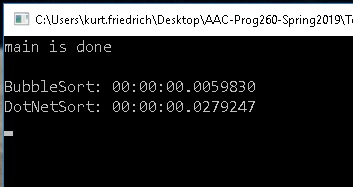 C:\Users\kurt.friedrich\Desktop\AAC-Prog260-Spring2019\Te
main is done
BubbleSort: 00:00:00.0059830
DotNetSort: 00:00:00.0279247